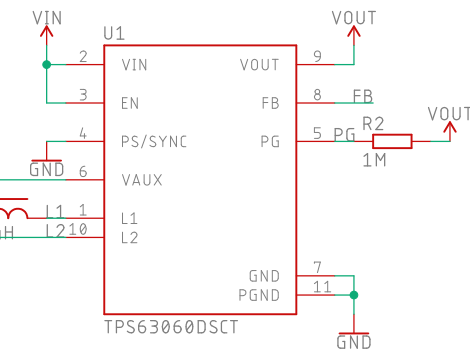 VIN
U1
VOUT
2
VIN
VOUT
9
3
EN
FB
8
FB
VOUT
4
PS/SYNC
PG
5
PG
R2
1M
GND
6
VAUX
L1
1
L1
L2
10
L2
GND
7
PGND
11
TPS63060DSCT
GND